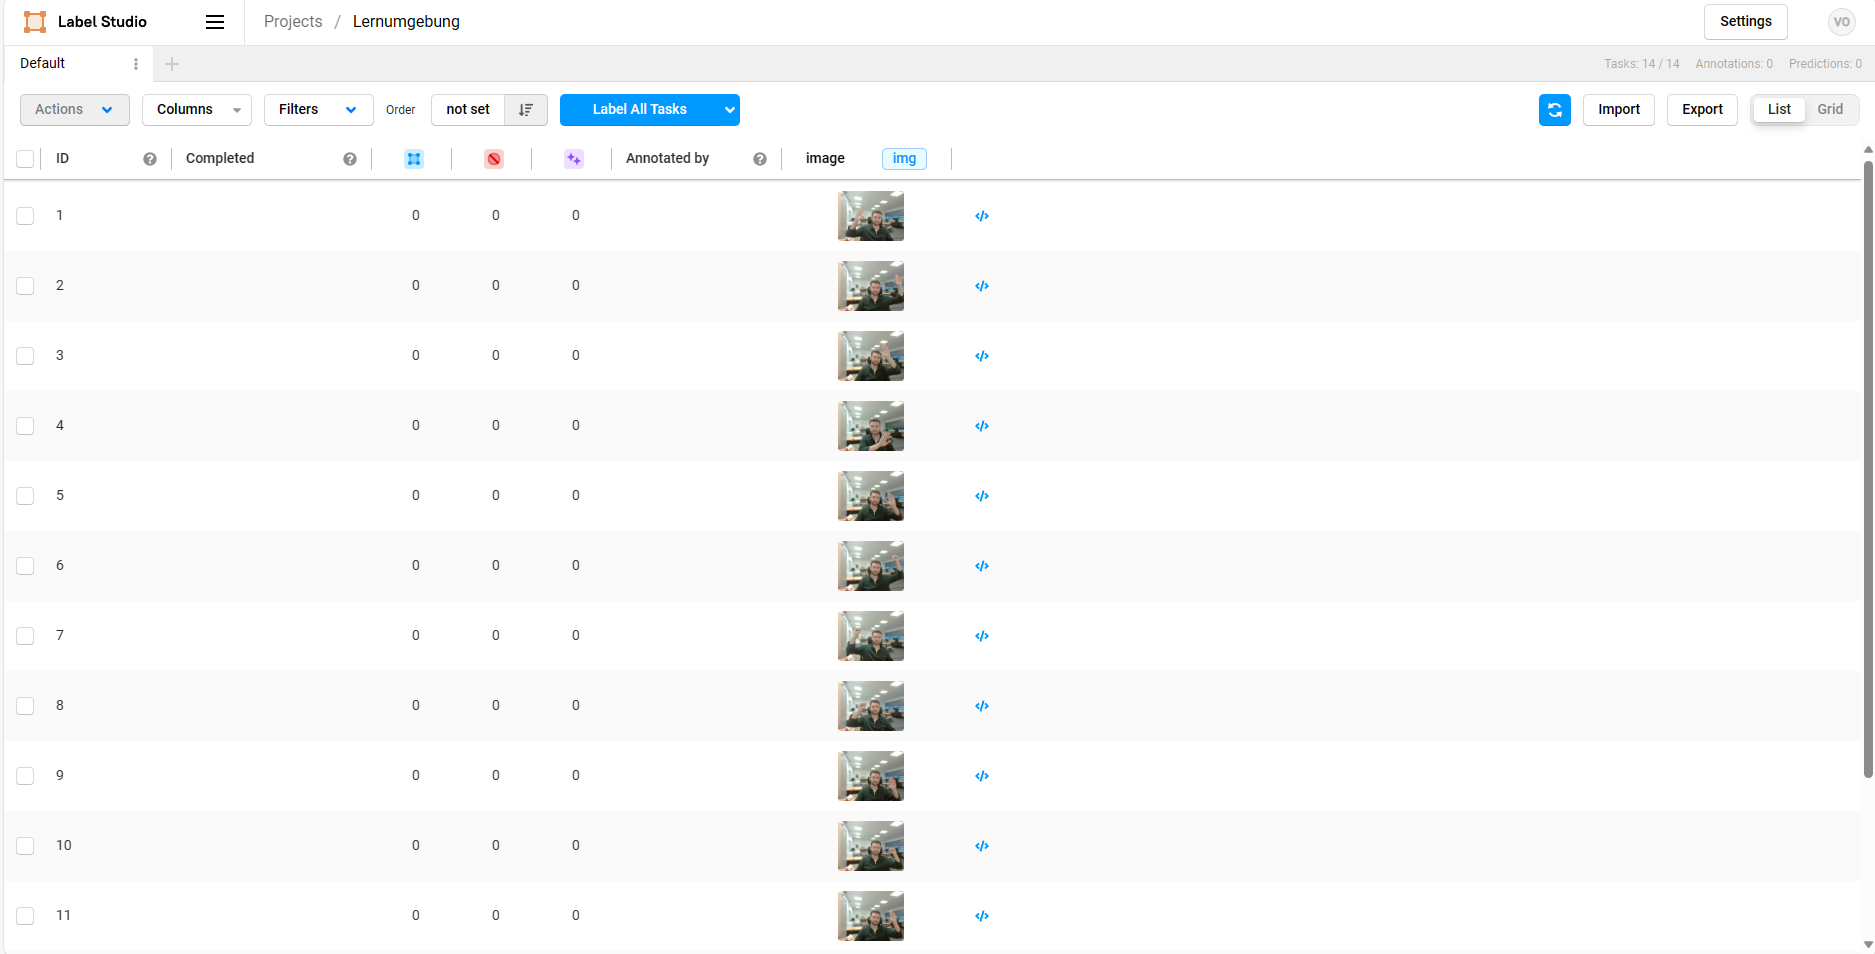 Label Studio
Projects / Lernumgebung
Settings
VO
Default
Tasks: 14 / 14 Annotations: 0 Predictions: 0
Actions Columns Filters Order not set Label All Tasks Import Export List Grid
ID Completed Annotated by image img
1 0 0 0 </>
2 0 0 0 </>
3 0 0 0 </>
4 0 0 0 </>
5 0 0 0 </>
6 0 0 0 </>
7 0 0 0 </>
8 0 0 0 </>
9 0 0 0 </>
10 0 0 0 </>
11 0 0 0 </>